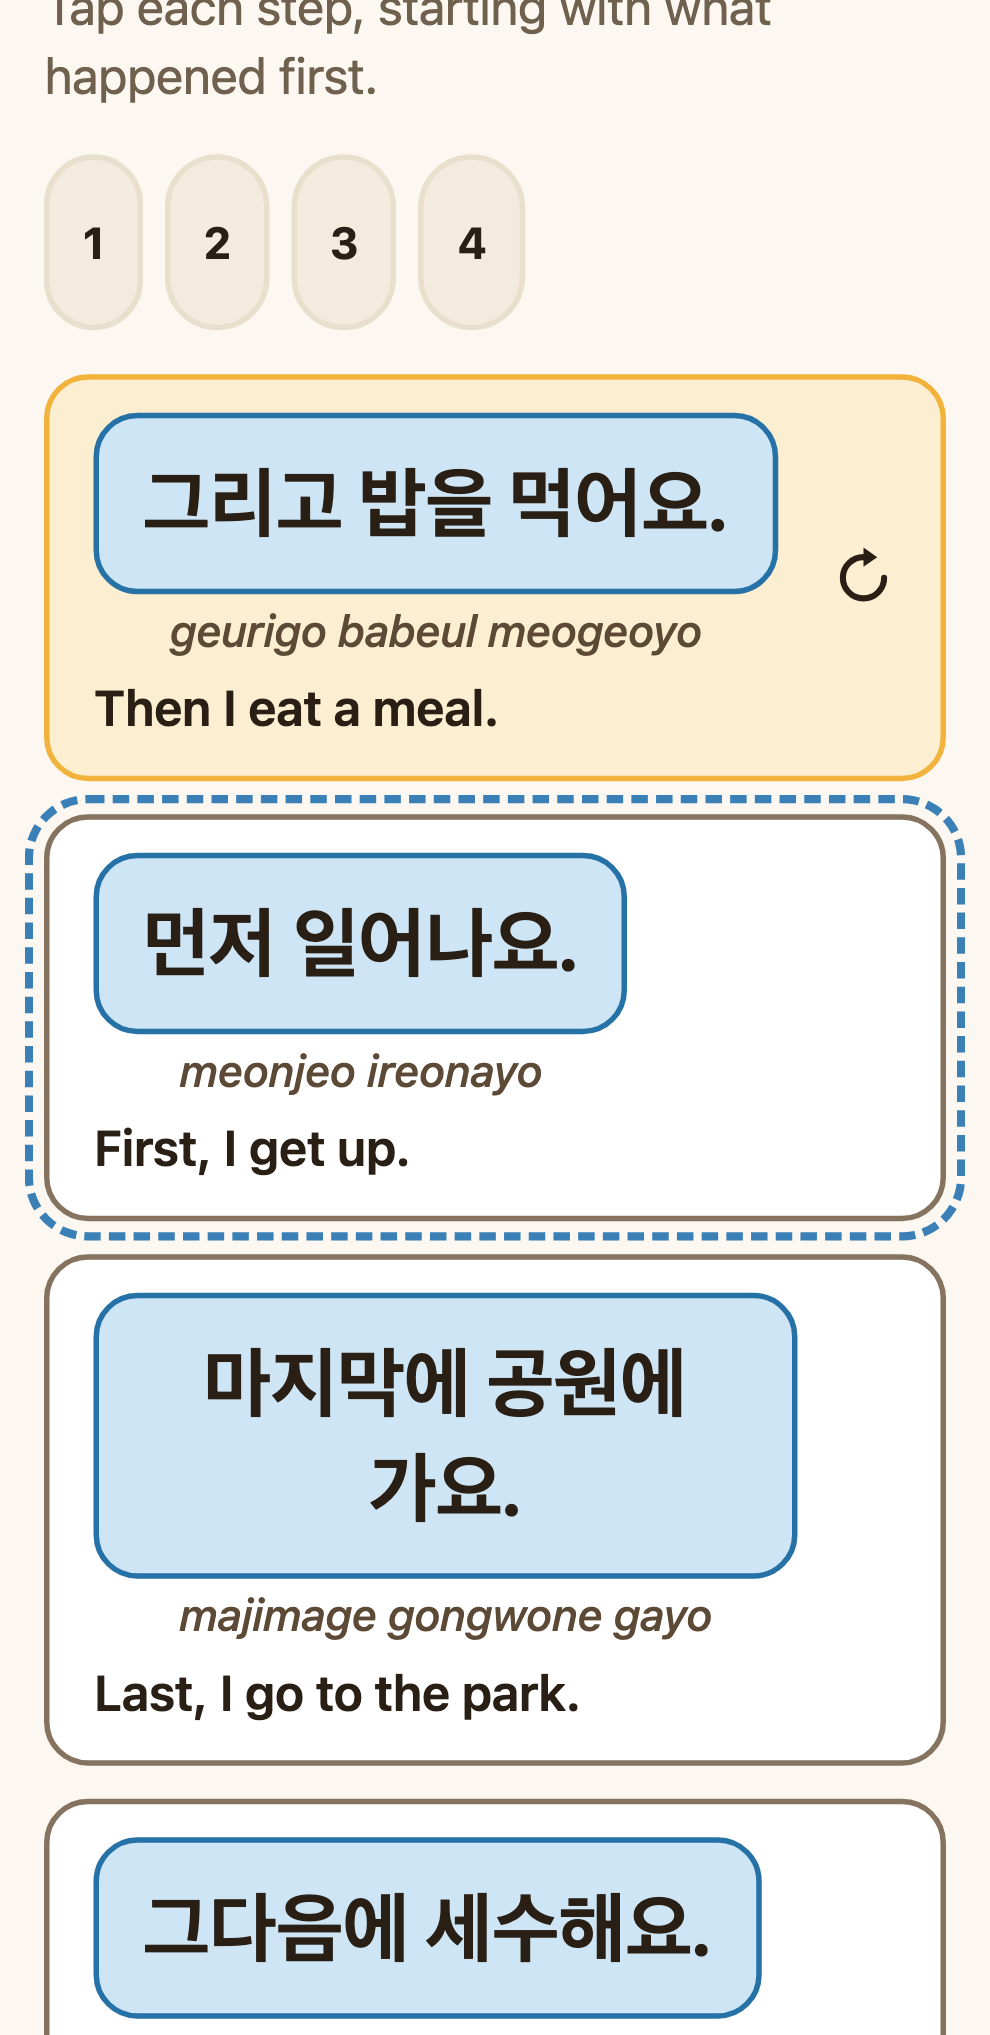 Tap each step, starting with what
happened first.
1 2 3 4
그리고 밥을 먹어요.
geurigo babeul meogeoyo
Then I eat a meal.
먼저 일어나요.
meonjeo ireonayo
First, I get up.
마지막에 공원에
가요.
majimage gongwone gayo
Last, I go to the park.
그다음에 세수해요.